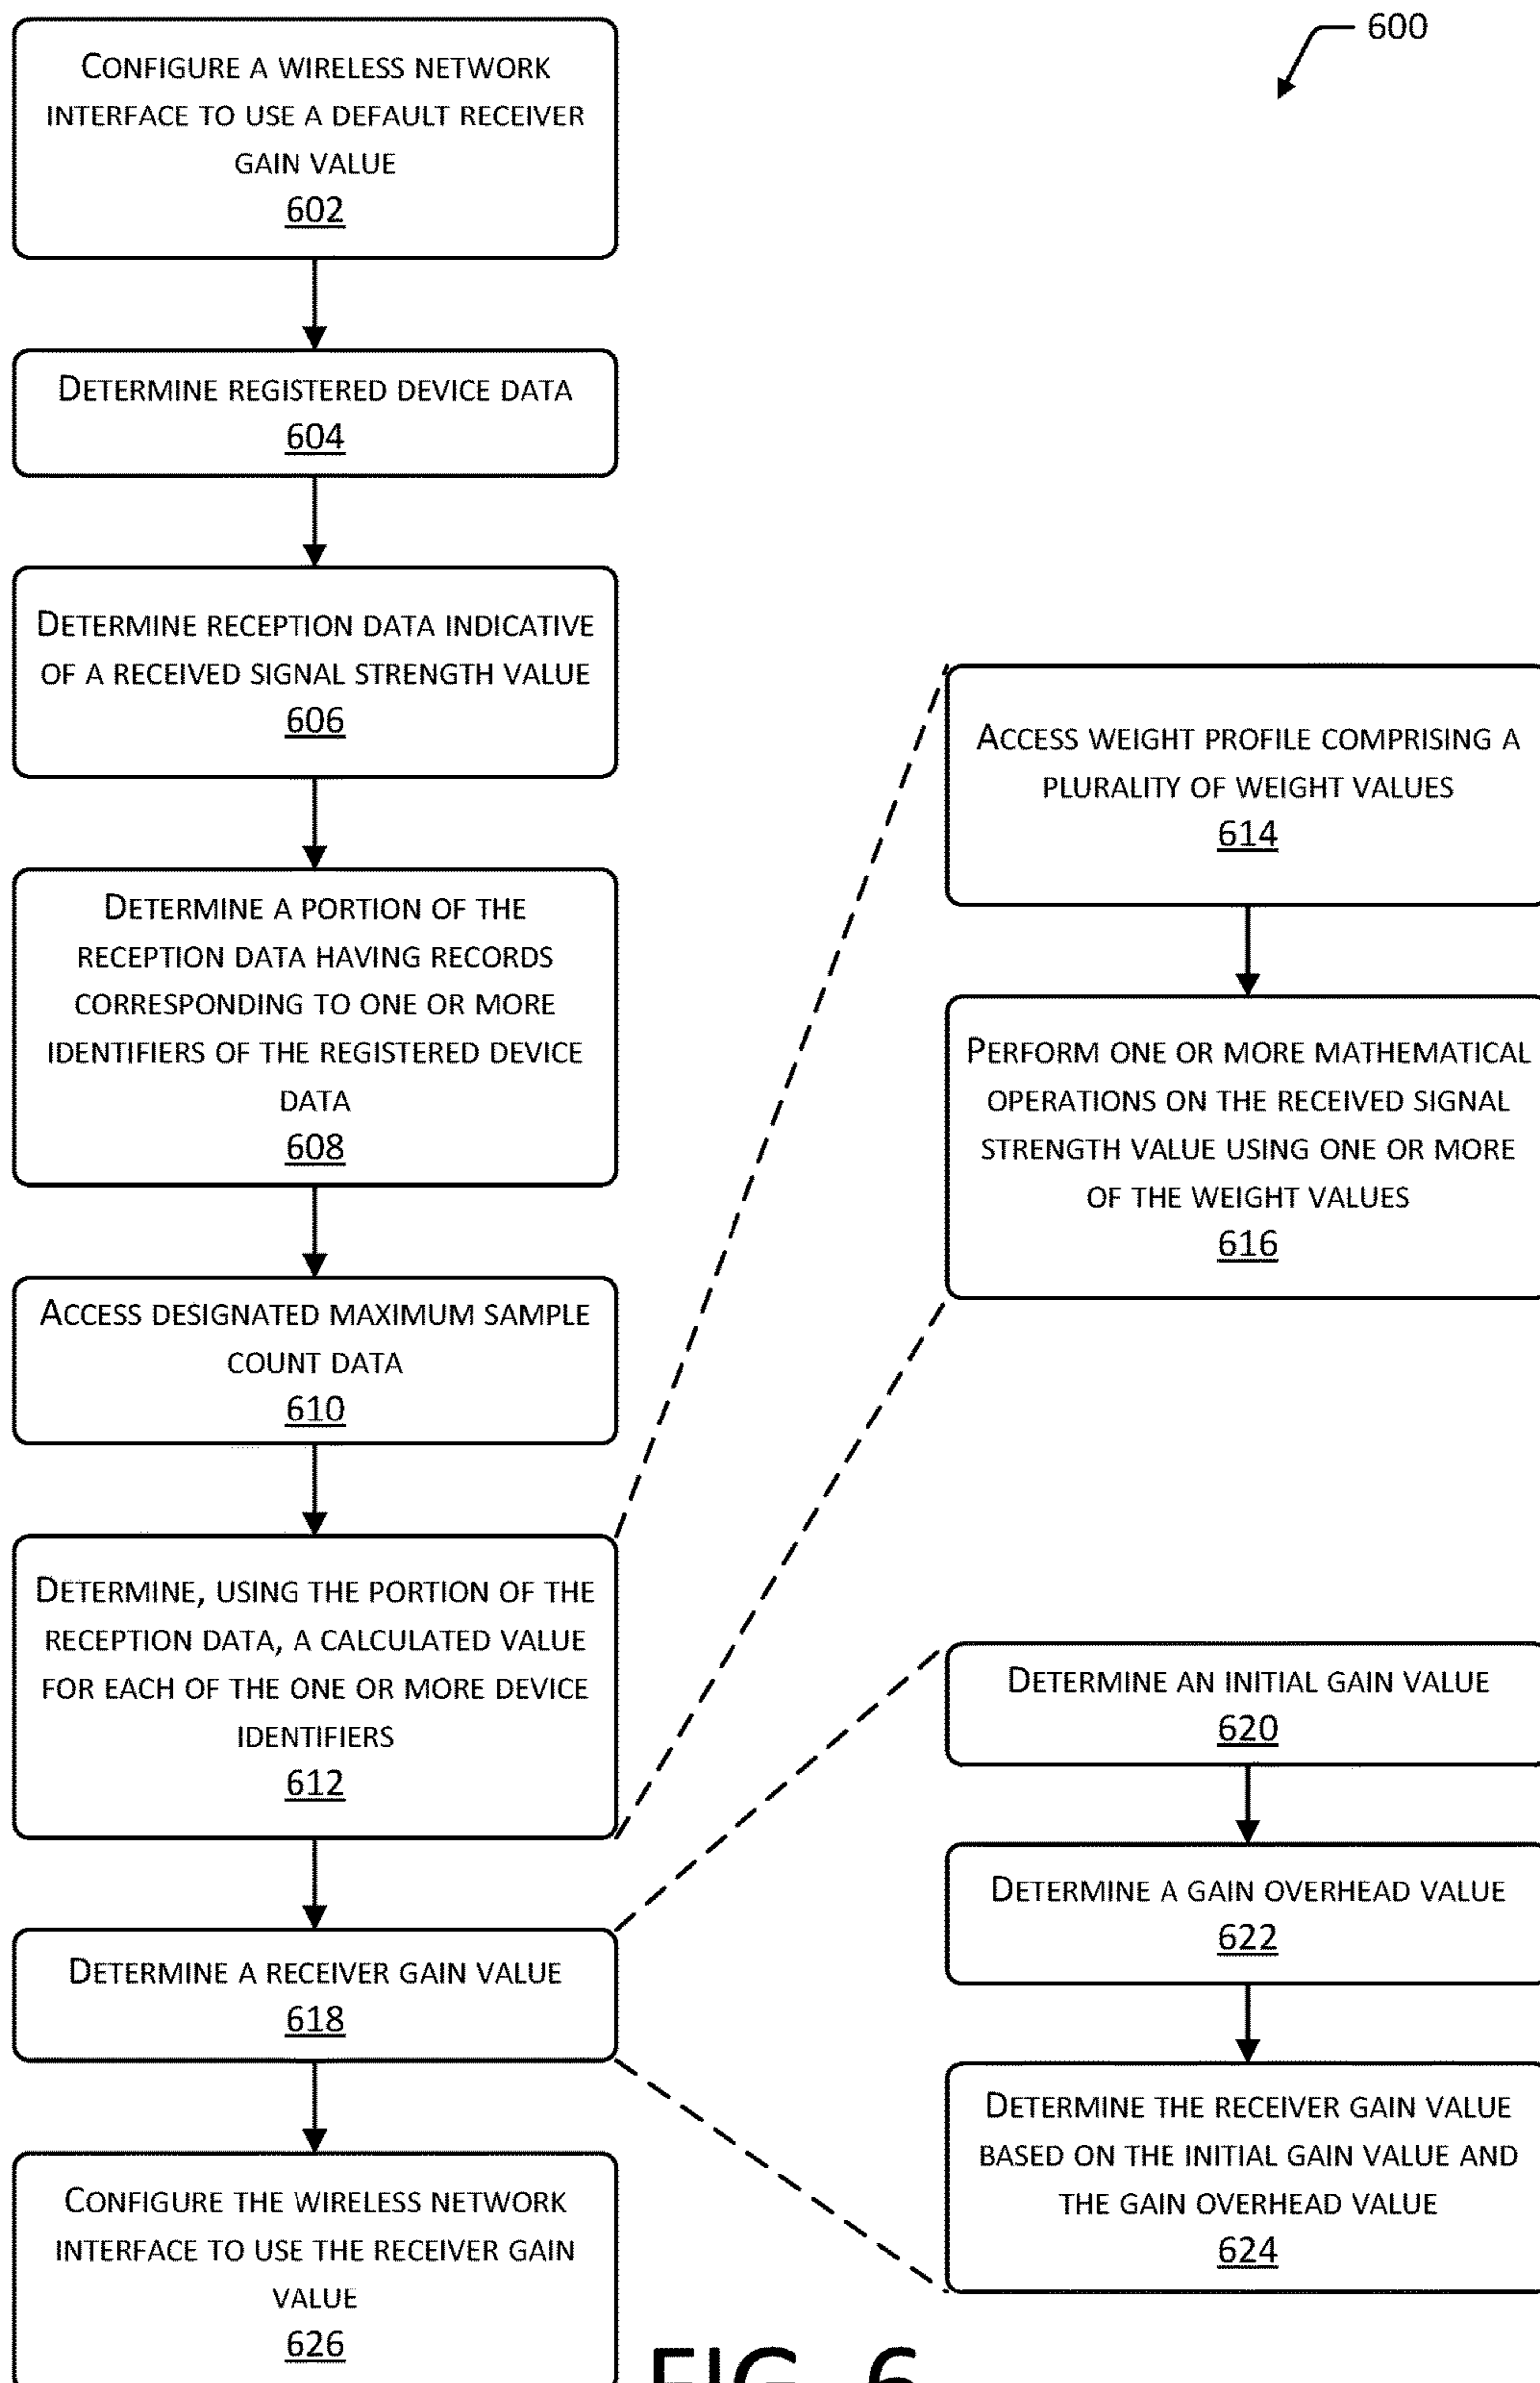 600
CONFIGURE A WIRELESS NETWORK
INTERFACE TO USE A DEFAULT RECEIVER
GAIN VALUE
602
DETERMINE REGISTERED DEVICE DATA
604
DETERMINE RECEPTION DATA INDICATIVE
OF A RECEIVED SIGNAL STRENGTH VALUE
606
DETERMINE A PORTION OF THE
RECEPTION DATA HAVING RECORDS
CORRESPONDING TO ONE OR MORE
IDENTIFIERS OF THE REGISTERED DEVICE
DATA
608
ACCESS DESIGNATED MAXIMUM SAMPLE
COUNT DATA
610
DETERMINE, USING THE PORTION OF THE
RECEPTION DATA, A CALCULATED VALUE
FOR EACH OF THE ONE OR MORE DEVICE
IDENTIFIERS
612
ACCESS WEIGHT PROFILE COMPRISING A
PLURALITY OF WEIGHT VALUES
614
PERFORM ONE OR MORE MATHEMATICAL
OPERATIONS ON THE RECEIVED SIGNAL
STRENGTH VALUE USING ONE OR MORE
OF THE WEIGHT VALUES
616
DETERMINE A RECEIVER GAIN VALUE
618
DETERMINE AN INITIAL GAIN VALUE
620
DETERMINE A GAIN OVERHEAD VALUE
622
DETERMINE THE RECEIVER GAIN VALUE
BASED ON THE INITIAL GAIN VALUE AND
THE GAIN OVERHEAD VALUE
624
CONFIGURE THE WIRELESS NETWORK
INTERFACE TO USE THE RECEIVER GAIN
VALUE
626
FIG. 6